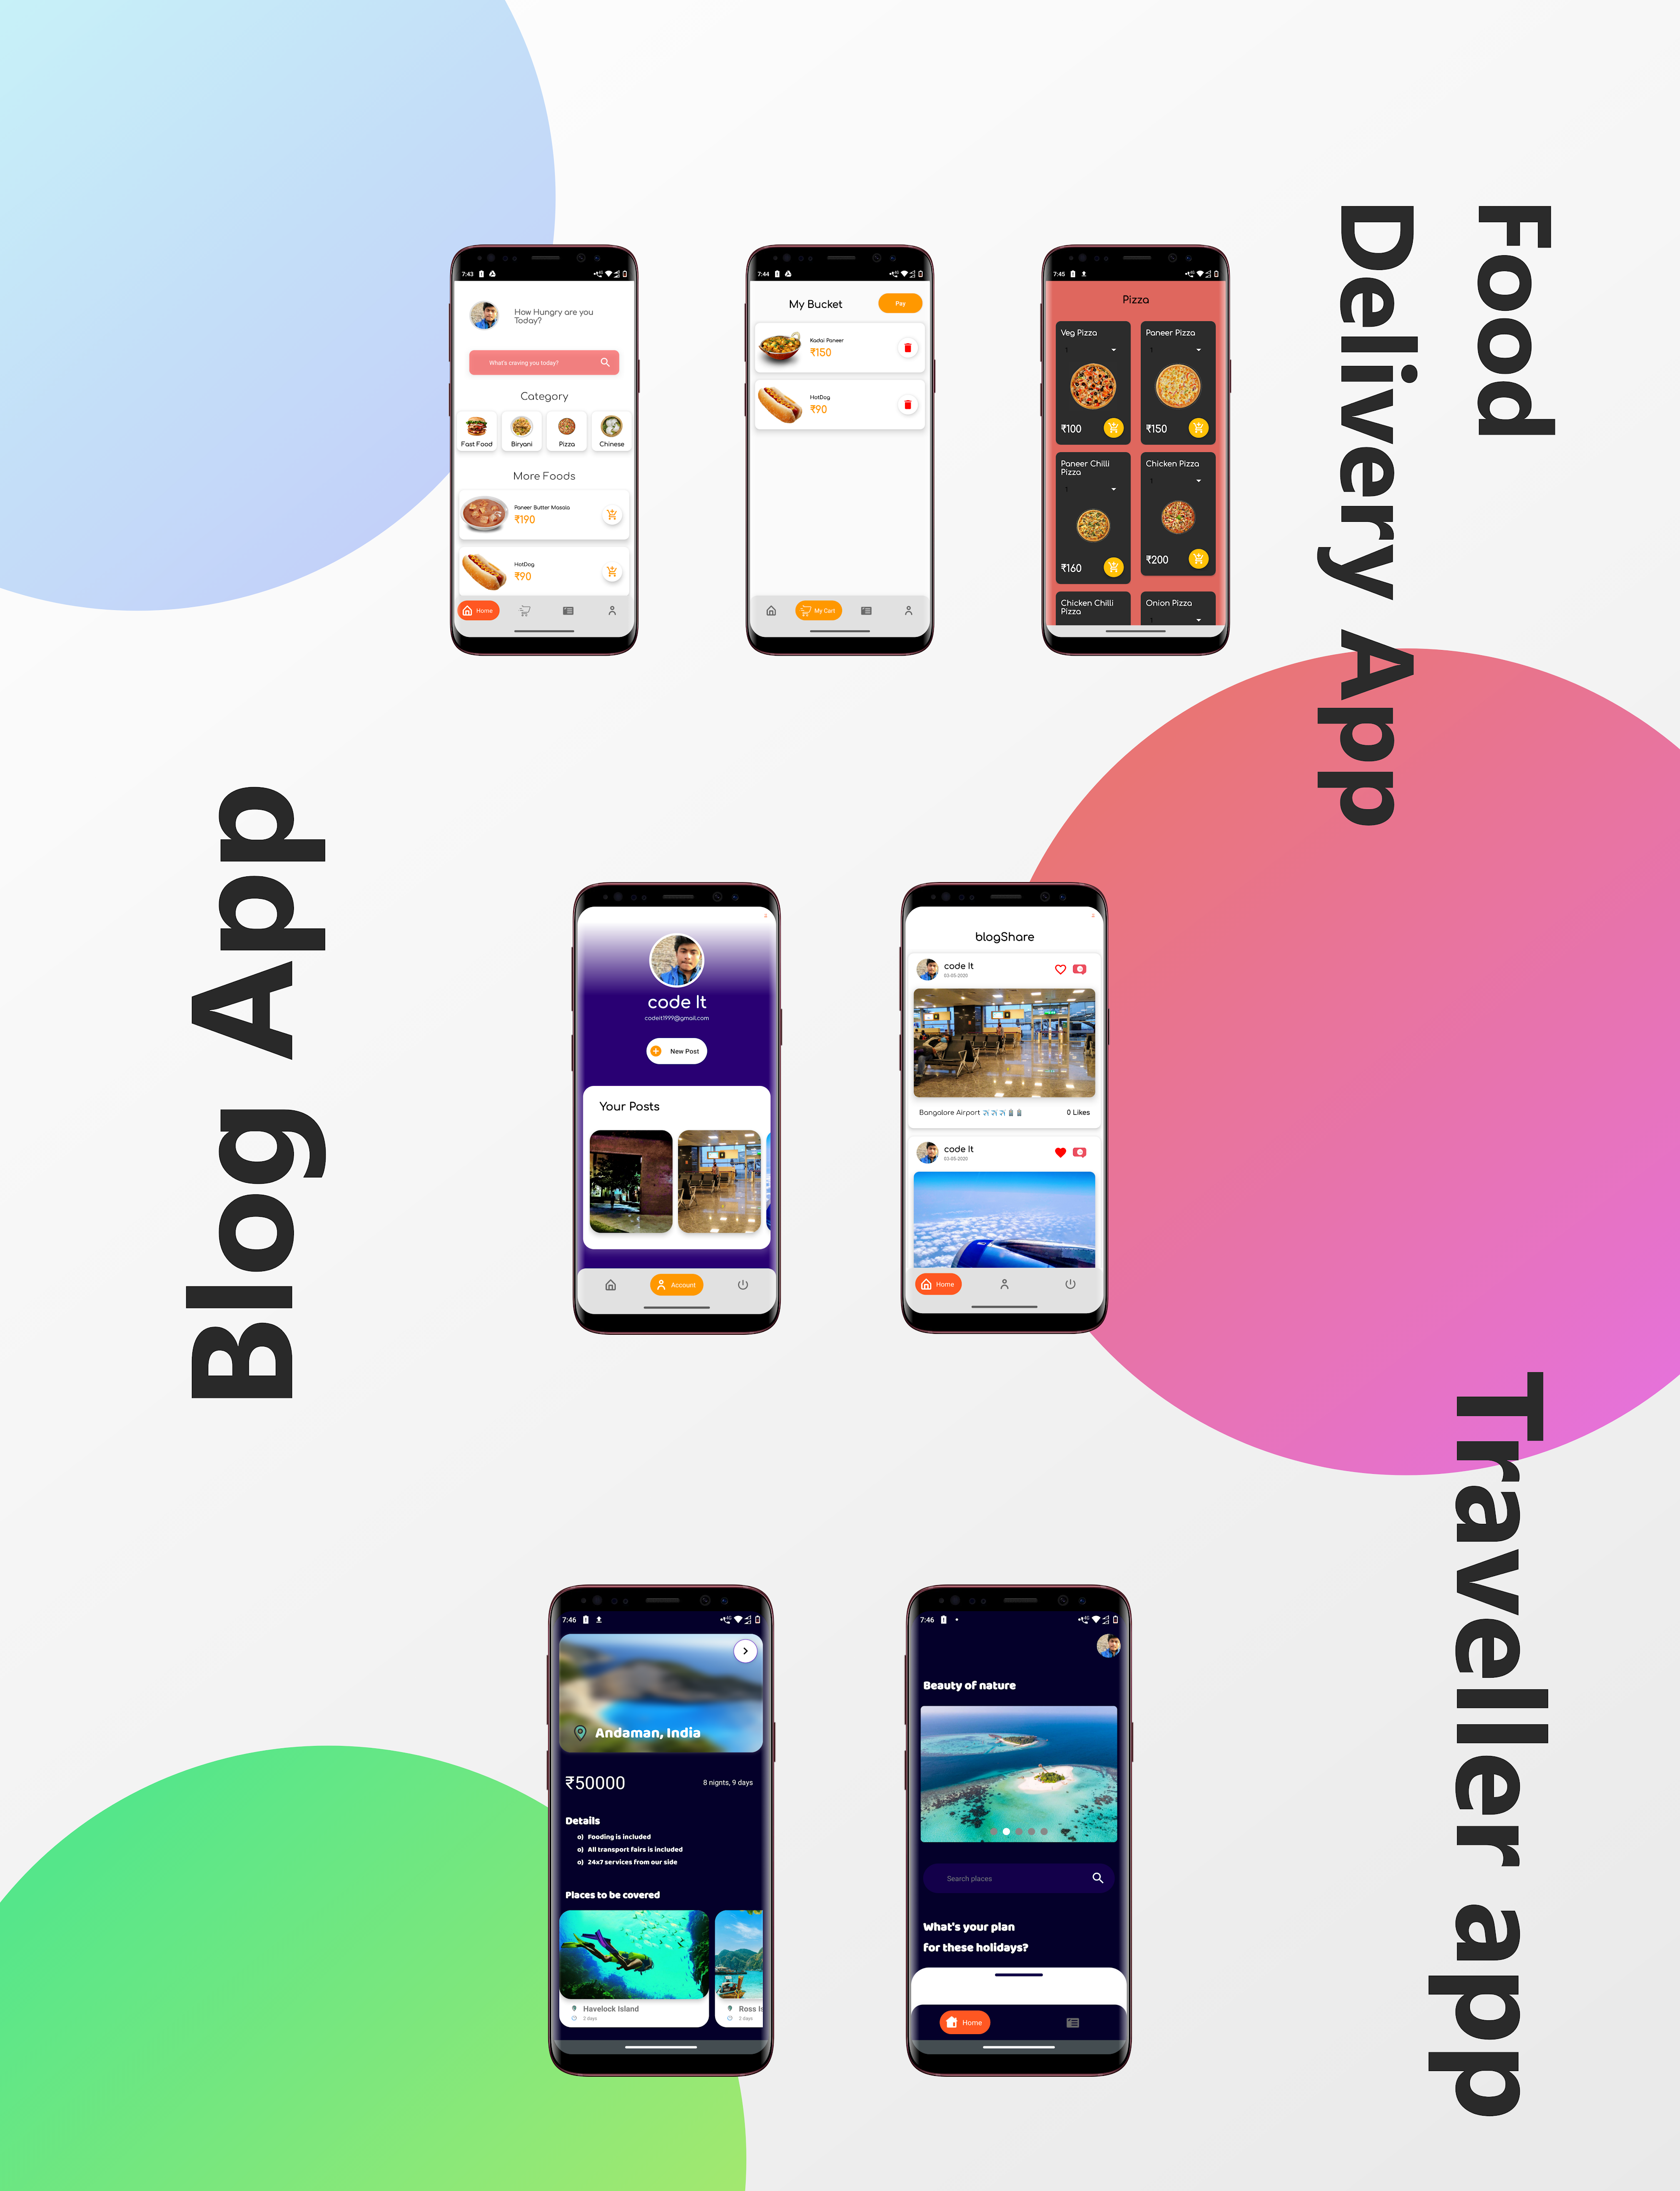 Food
Delivery App
7:43
How Hungry are you
Today?
What's craving you today?
Category
Fast Food
Biryani
Pizza
Chinese
More Foods
Paneer Butter Masala
₹190
HotDog
₹90
Home
7:44
My Bucket
Pay
Kadai Paneer
₹150
HotDog
₹90
My Cart
7:45
Pizza
Veg Pizza
1
₹100
Paneer Pizza
1
₹150
Paneer Chilli
Pizza
1
₹160
Chicken Pizza
1
₹200
Chicken Chilli
Pizza
Onion Pizza
1
Blog App
code It
codeit1999@gmail.com
New Post
Your Posts
Account
blogShare
code It
03-05-2020
Bangalore Airport ✈️✈️✈️🧳🧳
0 Likes
code It
03-05-2020
Home
Traveller app
7:46
Andaman, India
₹50000
8 nignts, 9 days
Details
o) Fooding is included
o) All transport fairs is included
o) 24x7 services from our side
Places to be covered
Havelock Island
2 days
Ross Is
2 days
7:46
Beauty of nature
Search places
What's your plan
for these holidays?
Home